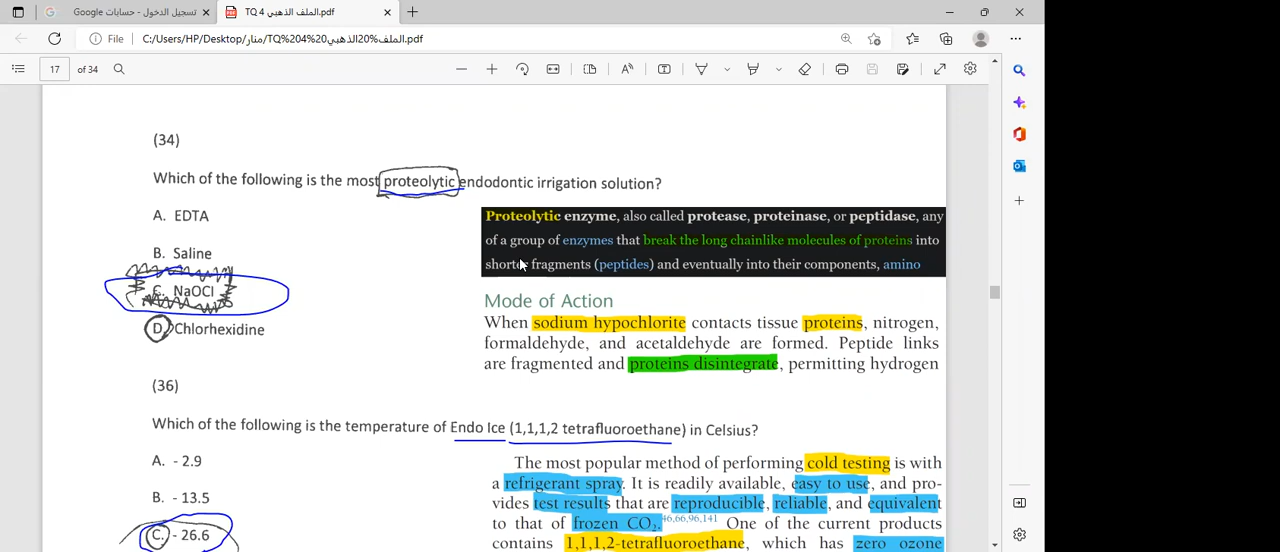 Google تسجيل الدخول - حسابات
TQ 4 الملف الذهبي.pdf
File
C:/Users/HP/Desktop/منار/TQ%204%20الملف%20الذهبي.pdf
17 of 34
(34)
Which of the following is the most proteolytic endodontic irrigation solution?
A. EDTA
B. Saline
C. NaOCl
D. Chlorhexidine
Proteolytic enzyme, also called protease, proteinase, or peptidase, any
of a group of enzymes that break the long chainlike molecules of proteins into
shorter fragments (peptides) and eventually into their components, amino
Mode of Action
When sodium hypochlorite contacts tissue proteins, nitrogen,
formaldehyde, and acetaldehyde are formed. Peptide links
are fragmented and proteins disintegrate, permitting hydrogen
(36)
Which of the following is the temperature of Endo Ice (1,1,1,2 tetrafluoroethane) in Celsius?
A. - 2.9
B. - 13.5
C. - 26.6
The most popular method of performing cold testing is with
a refrigerant spray. It is readily available, easy to use, and pro-
vides test results that are reproducible, reliable, and equivalent
to that of frozen CO2.46,66,96,141 One of the current products
contains 1,1,1,2-tetrafluoroethane, which has zero ozone